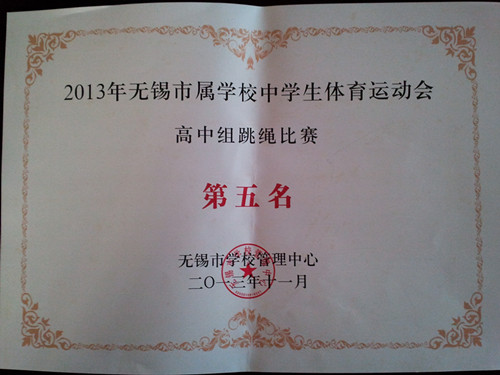 2013年无锡市属学校中学生体育运动会
高中组跳绳比赛
第五名
无锡市学校管理中心
二〇一三年十一月